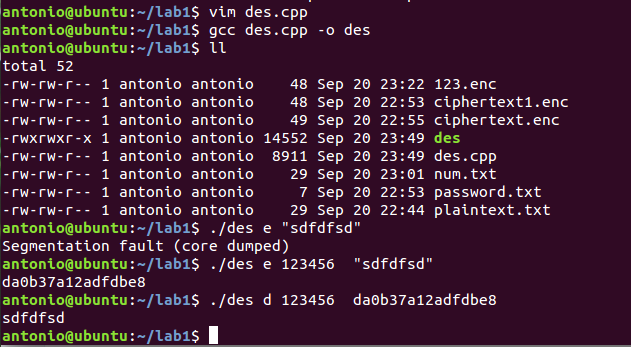 antonio@ubuntu:~/lab1$ vim des.cpp
antonio@ubuntu:~/lab1$ gcc des.cpp -o des
antonio@ubuntu:~/lab1$ ll
total 52
-rw-rw-r-- 1 antonio antonio    48 Sep 20 23:22 123.enc
-rw-rw-r-- 1 antonio antonio    48 Sep 20 22:53 ciphertext1.enc
-rw-rw-r-- 1 antonio antonio    49 Sep 20 22:55 ciphertext.enc
-rwxrwxr-x 1 antonio antonio 14552 Sep 20 23:49 des
-rw-rw-r-- 1 antonio antonio  8911 Sep 20 23:49 des.cpp
-rw-rw-r-- 1 antonio antonio    29 Sep 20 23:01 num.txt
-rw-rw-r-- 1 antonio antonio     7 Sep 20 22:53 password.txt
-rw-rw-r-- 1 antonio antonio    29 Sep 20 22:44 plaintext.txt
antonio@ubuntu:~/lab1$ ./des e "sdfdfsd"
Segmentation fault (core dumped)
antonio@ubuntu:~/lab1$ ./des e 123456  "sdfdfsd"
da0b37a12adfdbe8
antonio@ubuntu:~/lab1$ ./des d 123456  da0b37a12adfdbe8
sdfdfsd
antonio@ubuntu:~/lab1$